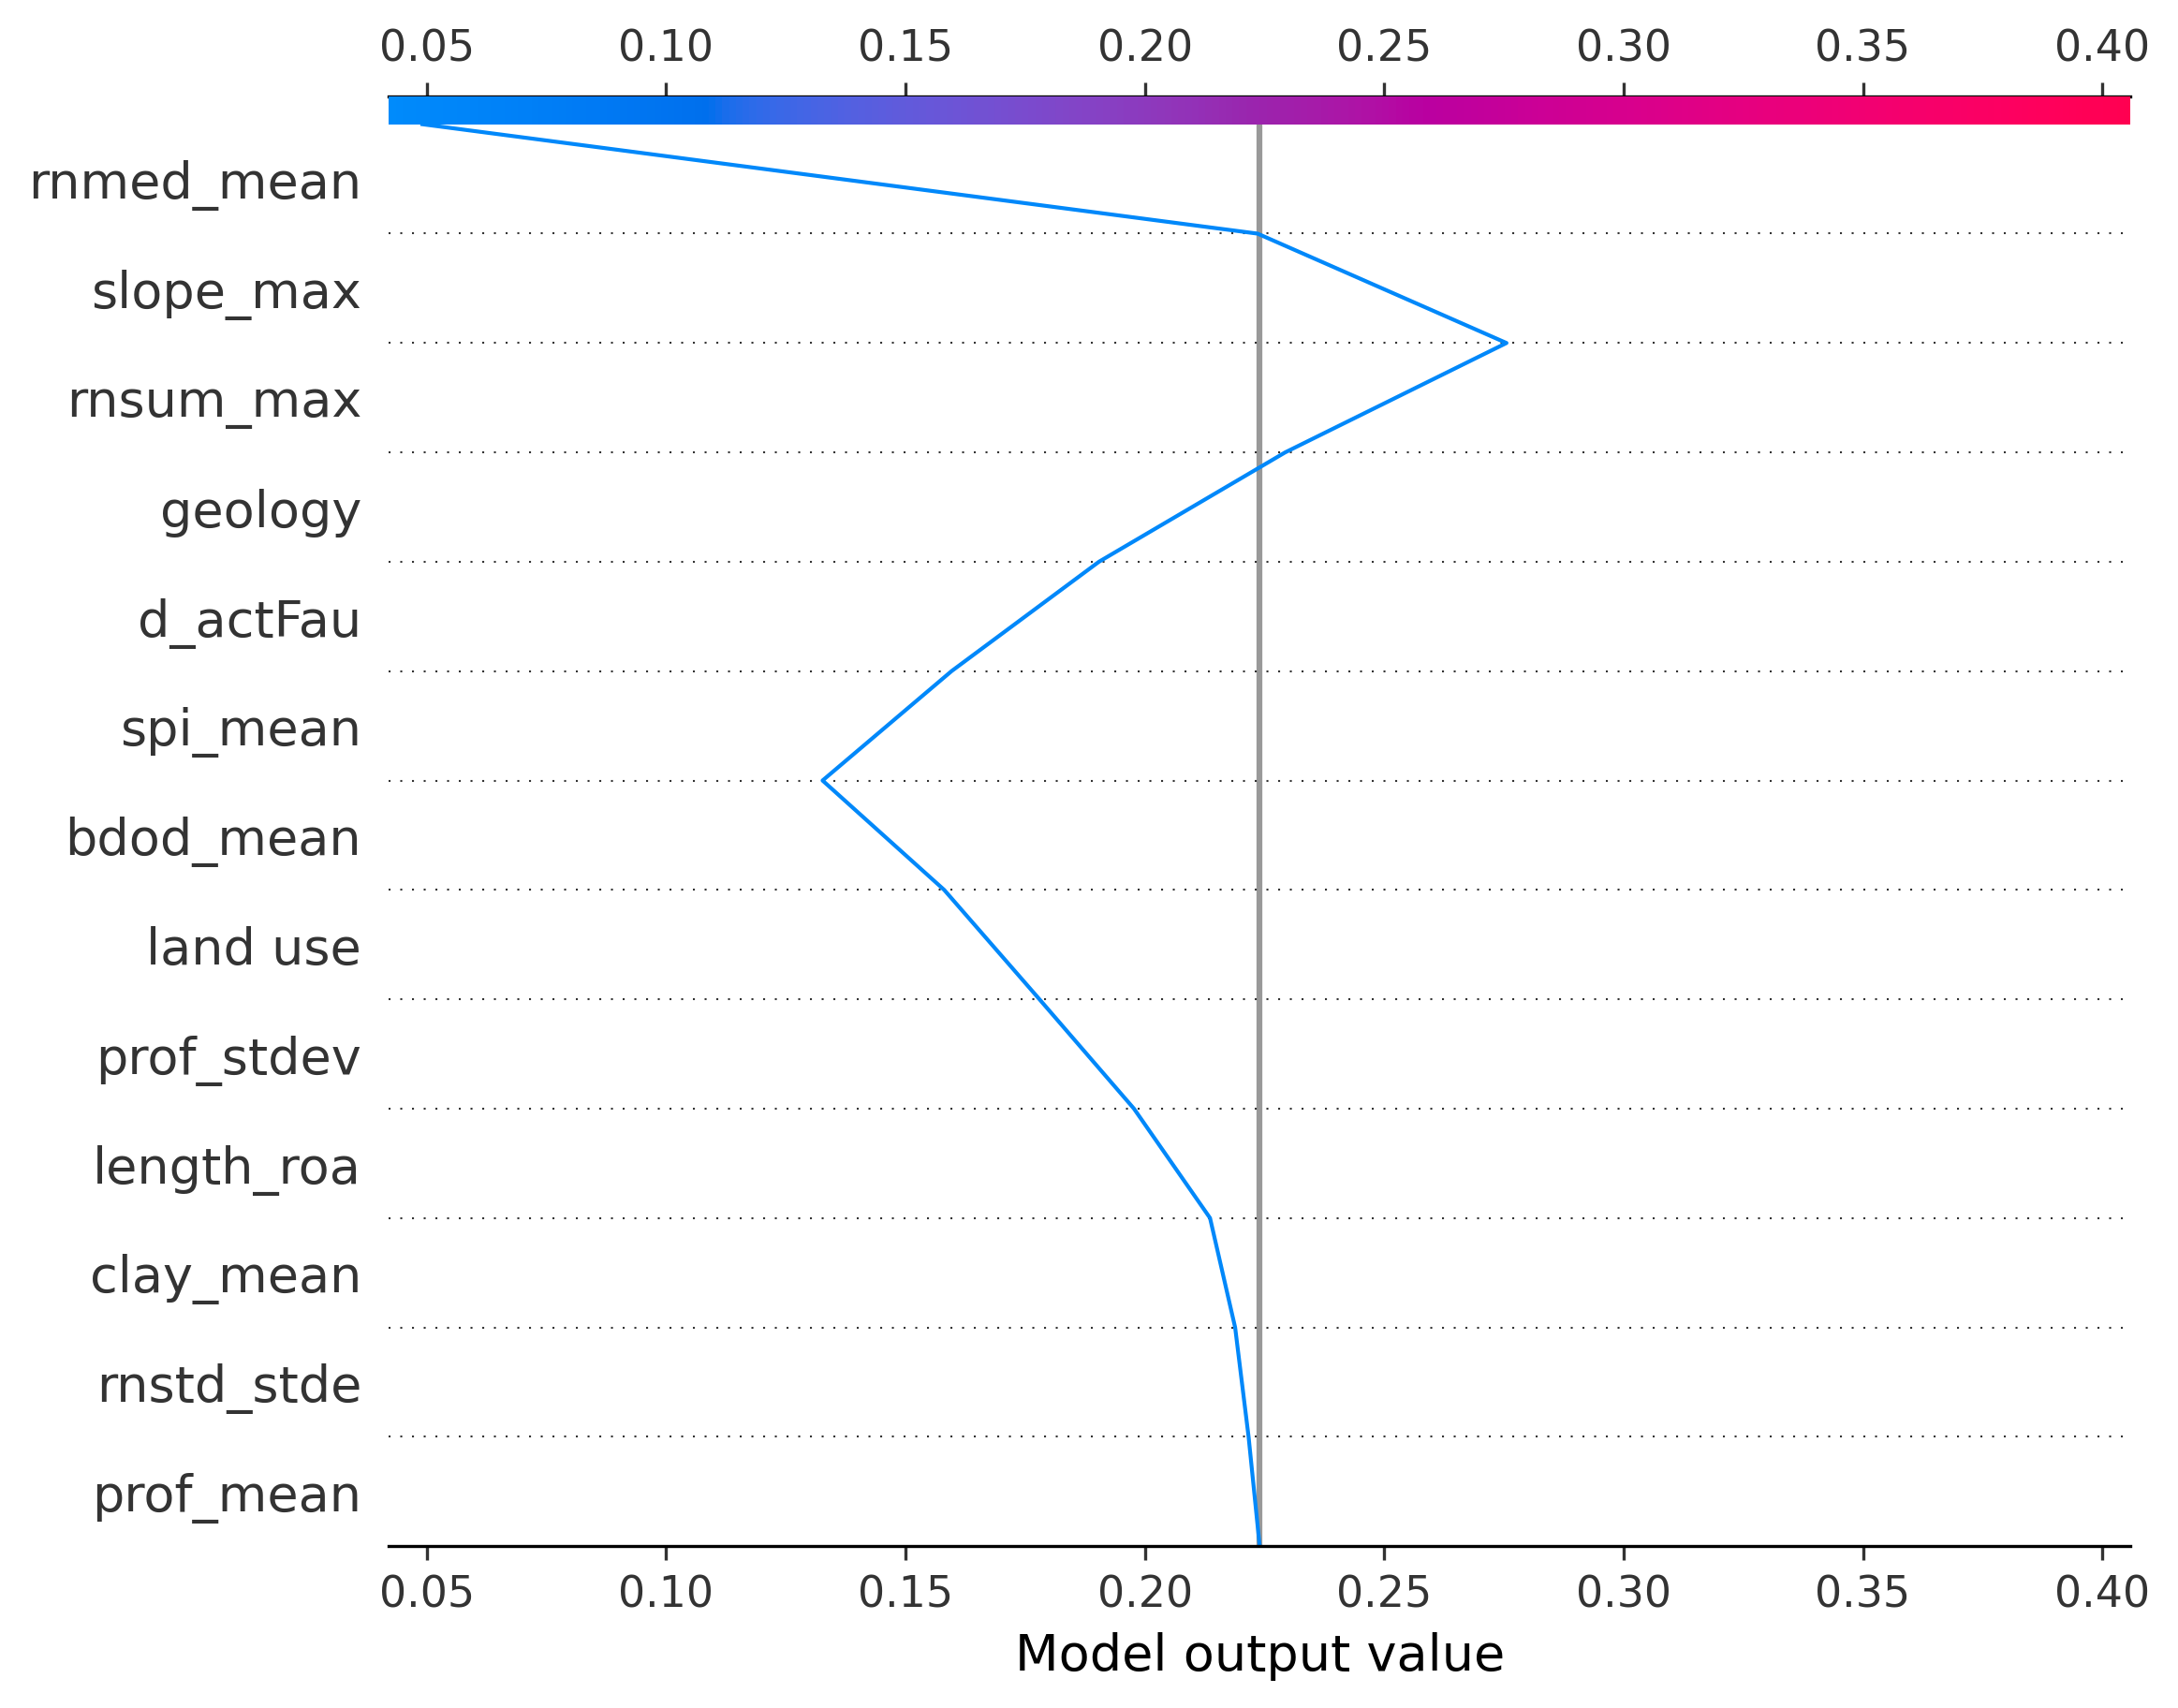 0.05 0.10 0.15 0.20 0.25 0.30 0.35 0.40
rnmed_mean
slope_max
rnsum_max
geology
d_actFau
spi_mean
bdod_mean
land use
prof_stdev
length_roa
clay_mean
rnstd_stde
prof_mean
0.05 0.10 0.15 0.20 0.25 0.30 0.35 0.40
Model output value